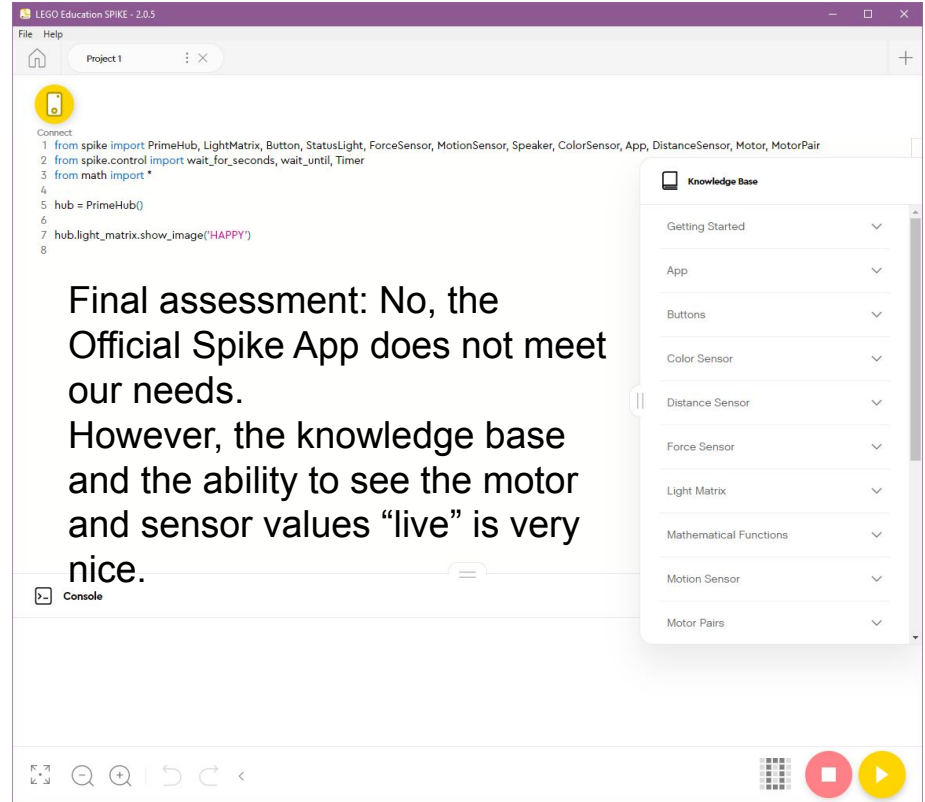 LEGO Education SPIKE - 2.0.5
File Help
Project 1
Connect
1 from spike import PrimeHub, LightMatrix, Button, StatusLight, ForceSensor, MotionSensor, Speaker, ColorSensor, App, DistanceSensor, Motor, MotorPair
2 from spike.control import wait_for_seconds, wait_until, Timer
3 from math import *
4
5 hub = PrimeHub()
6
7 hub.light_matrix.show_image('HAPPY')
8
Final assessment: No, the
Official Spike App does not meet
our needs.
However, the knowledge base
and the ability to see the motor
and sensor values “live” is very
nice.
Knowledge Base
Getting Started
App
Buttons
Color Sensor
Distance Sensor
Force Sensor
Light Matrix
Mathematical Functions
Motion Sensor
Motor Pairs
Console